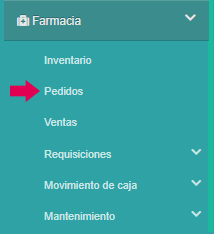 Farmacia
Inventario
Pedidos
Ventas
Requisiciones
Movimiento de caja
Mantenimiento